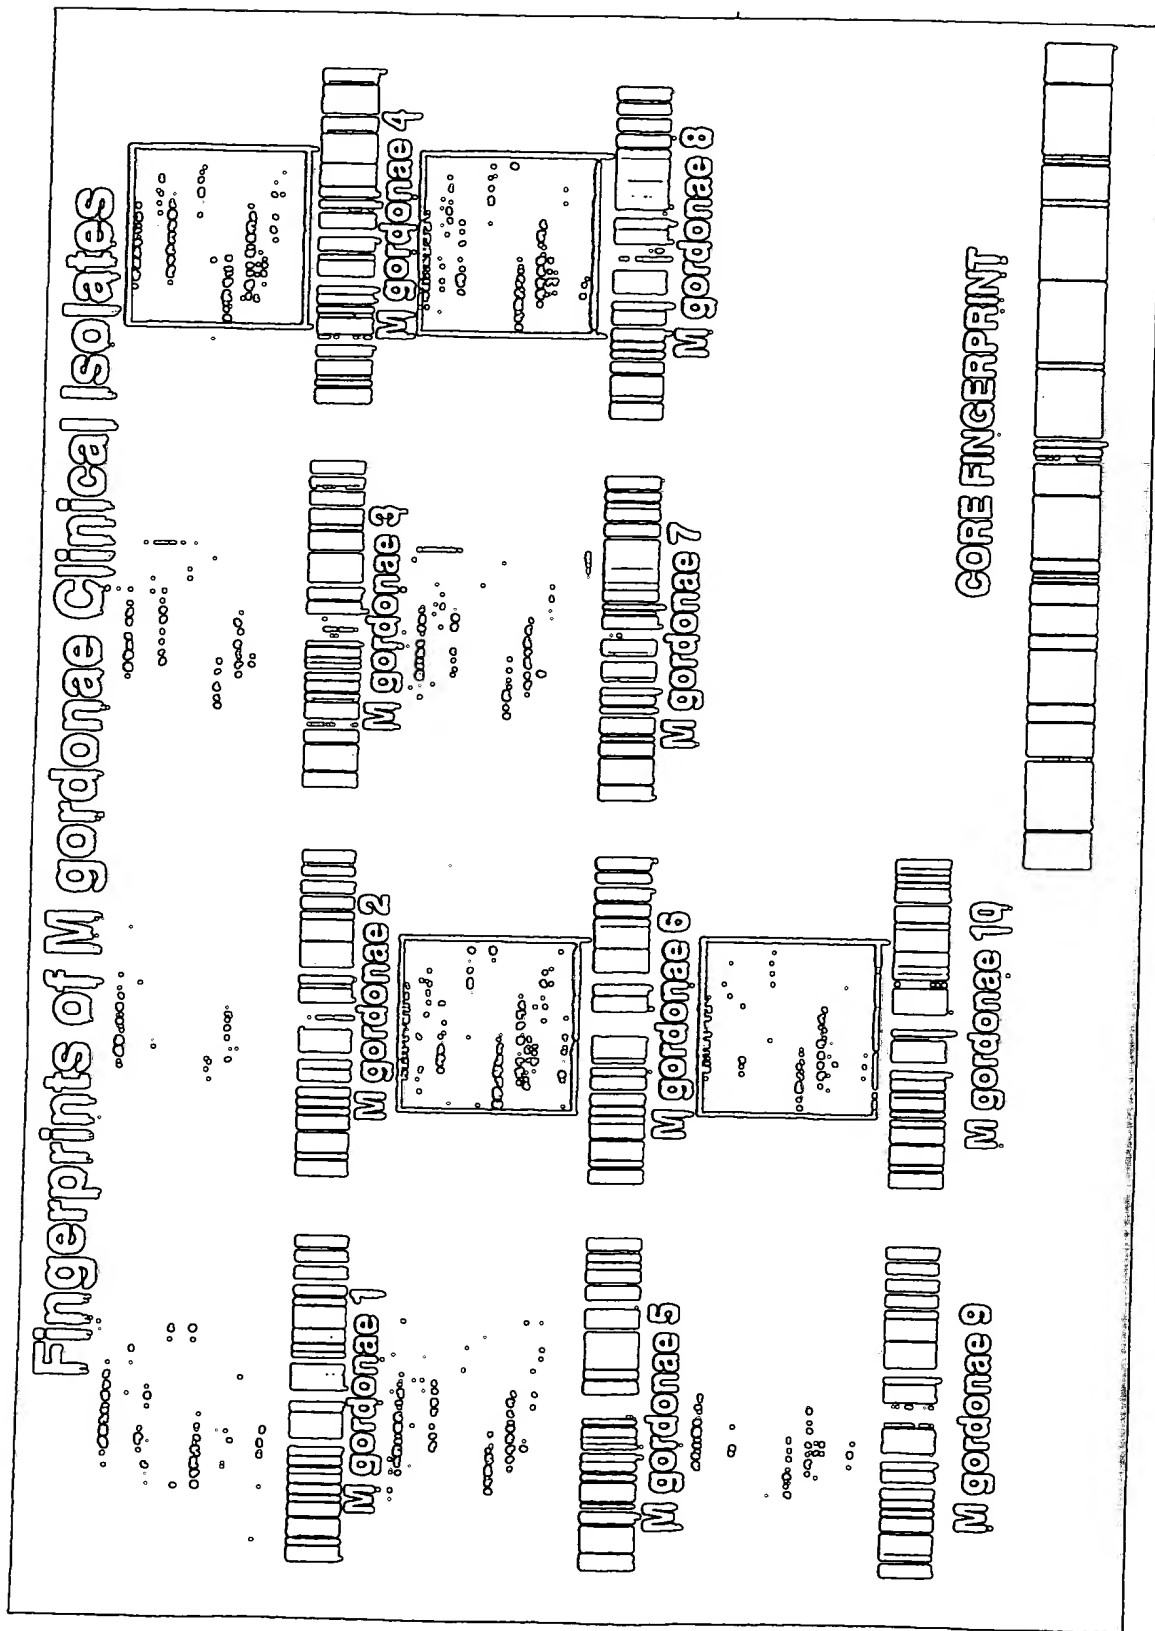 Fingerprints of M gordonae Clinical Isolates
M gordonae 1
M gordonae 2
M gordonae 3
M gordonae 4
M gordonae 5
M gordonae 6
M gordonae 7
M gordonae 8
M gordonae 9
M gordonae 10
CORE FINGERPRINT